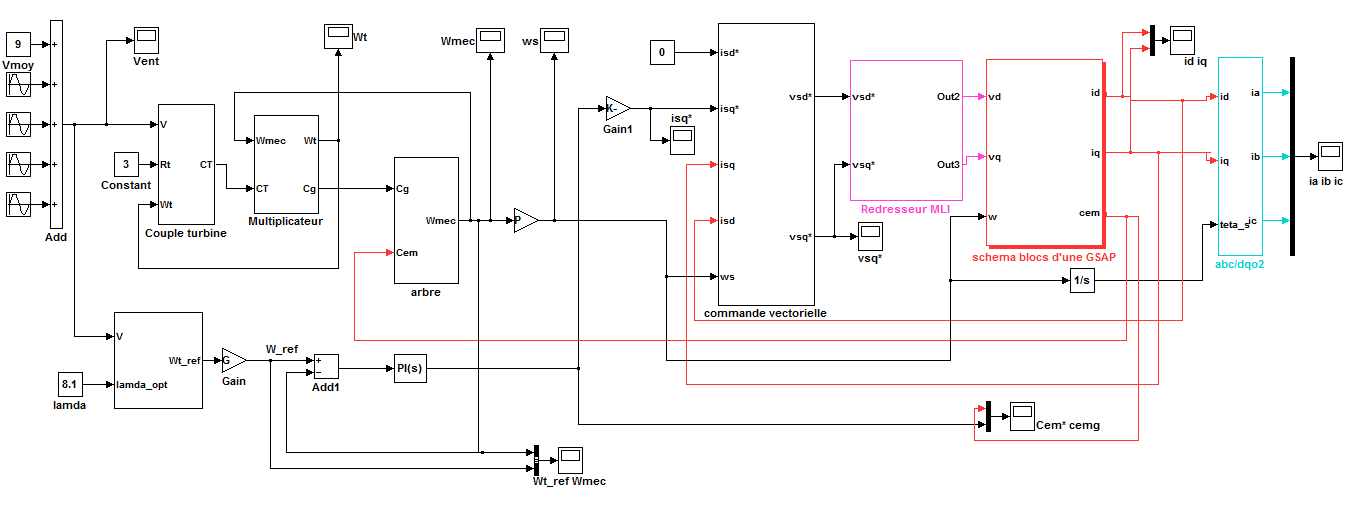 9
Vmoy
Add
Vent
3
Constant
V
Rt
Wt
CT
Couple turbine
Wmec
CT
Wt
Cg
Multiplicateur
Wt
Cg
Cem
Wmec
arbre
Wmec
ws
P
K-
Gain1
isq*
0
isd*
isq*
isq
isd
ws
vsd*
vsq*
commande vectorielle
vsq*
vsd*
vsq*
Out2
Out3
Redresseur MLI
vd
vq
w
id
iq
cem
schema blocs d'une GSAP
id iq
1/s
id
iq
teta_s
ia
ib
ic
abc/dqo2
ia ib ic
8.1
lamda
V
lamda_opt
Wt_ref
G
Gain
W_ref
+
−
Add1
PI(s)
Wt_ref Wmec
Cem* cemg